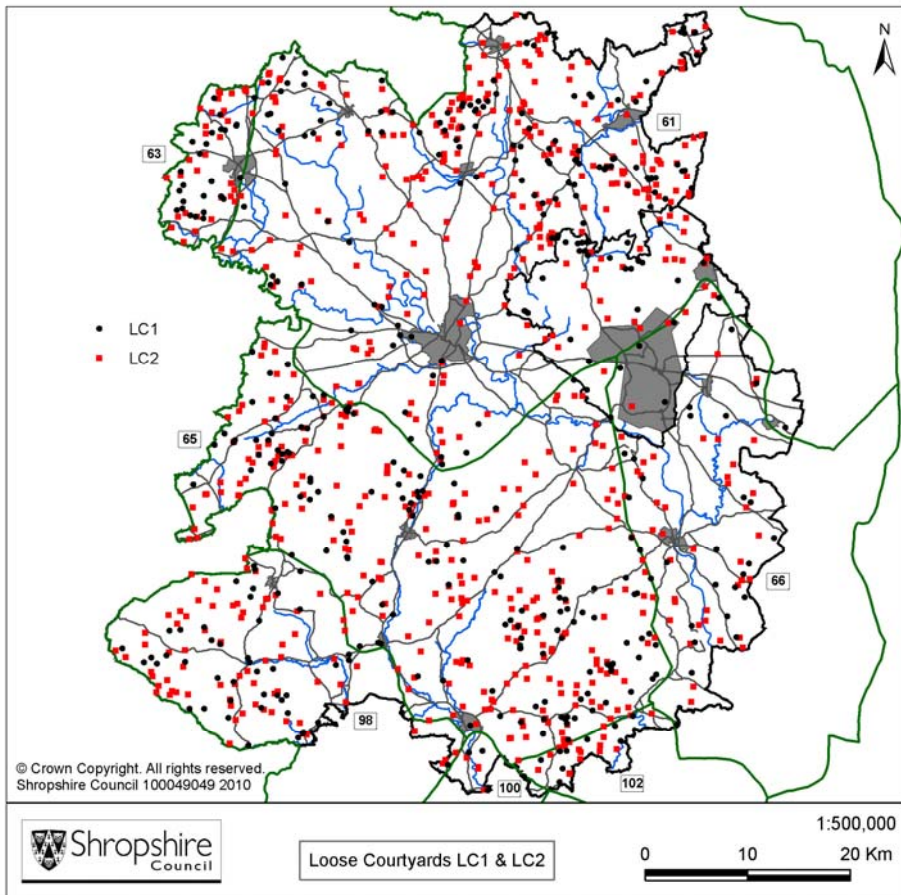 N
61
63
LC1
LC2
65
66
98
100
102
© Crown Copyright. All rights reserved.
Shropshire Council 100049049 2010
Shropshire
Council
Loose Courtyards LC1 & LC2
1:500,000
0 10 20 Km